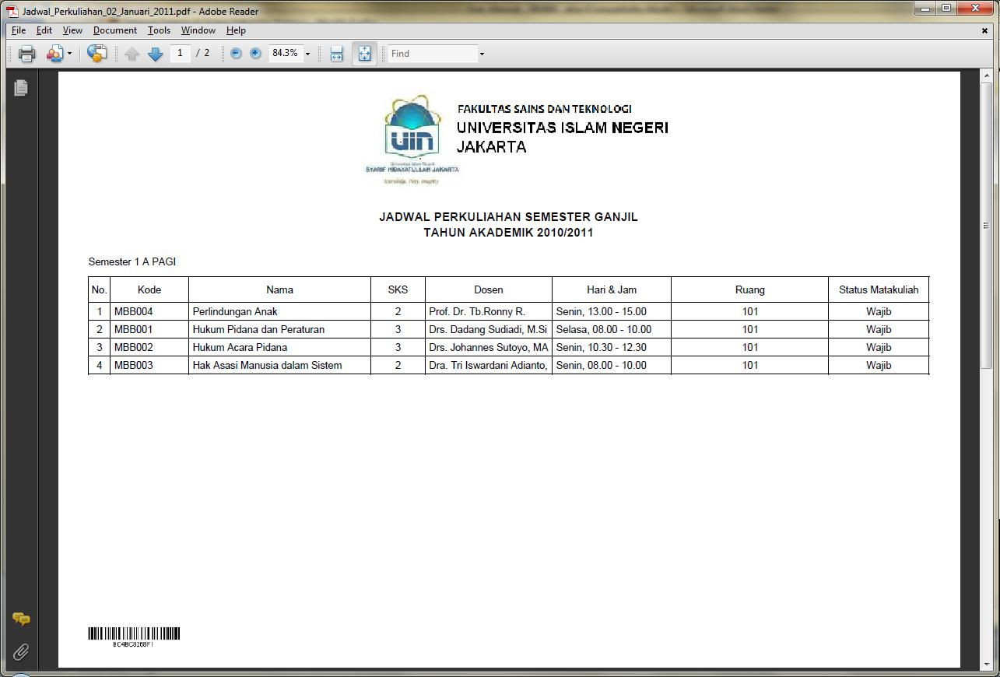 Jadwal_Perkuliahan_02_Januari_2011.pdf - Adobe Reader
File Edit View Document Tools Window Help
1 / 2 84.3% Find
FAKULTAS SAINS DAN TEKNOLOGI
UNIVERSITAS ISLAM NEGERI
JAKARTA
uin
Universitas Islam Negeri
SYARIF HIDAYATULLAH JAKARTA
JADWAL PERKULIAHAN SEMESTER GANJIL
TAHUN AKADEMIK 2010/2011
Semester 1 A PAGI
No. Kode Nama SKS Dosen Hari & Jam Ruang Status Matakuliah
1 MBB004 Perlindungan Anak 2 Prof. Dr. Tb.Ronny R. Senin, 13.00 - 15.00 101 Wajib
2 MBB001 Hukum Pidana dan Peraturan 3 Drs. Dadang Sudiadi, M.Si Selasa, 08.00 - 10.00 101 Wajib
3 MBB002 Hukum Acara Pidana 3 Drs. Johannes Sutoyo, MA Senin, 10.30 - 12.30 101 Wajib
4 MBB003 Hak Asasi Manusia dalam Sistem 2 Dra. Tri Iswardani Adianto, Senin, 08.00 - 10.00 101 Wajib
BC4BC8268F1